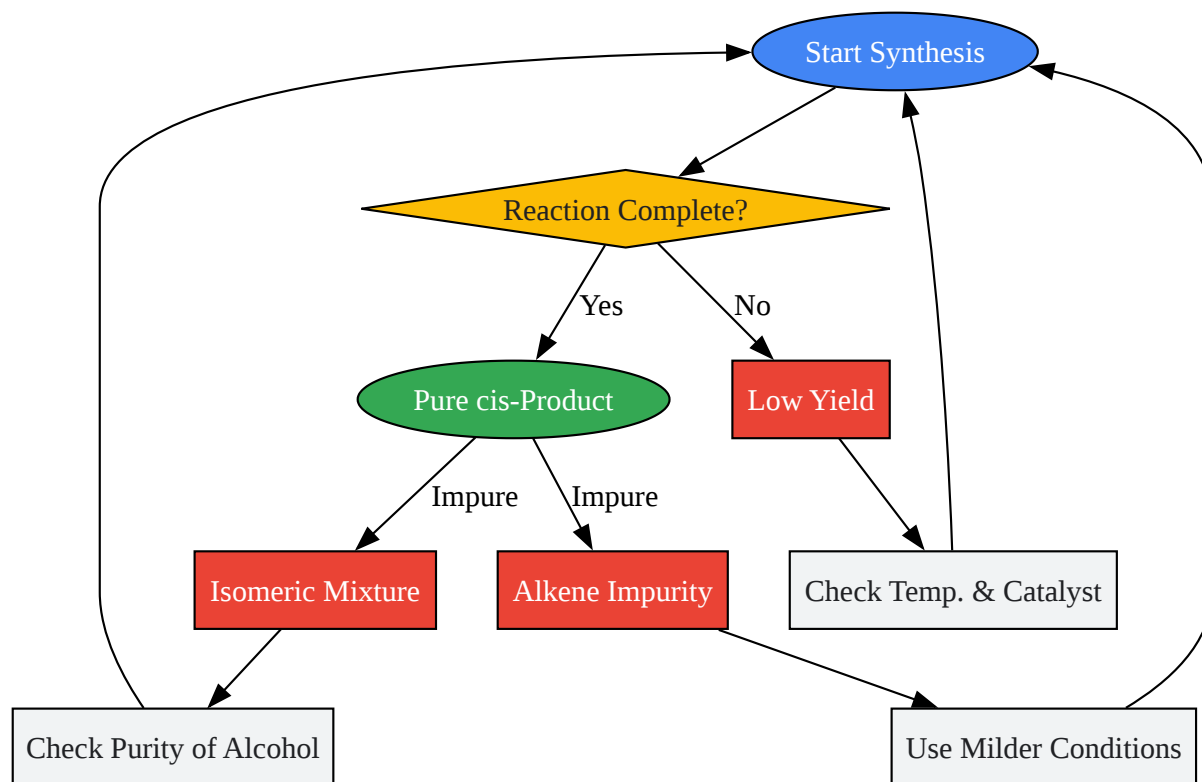 Start Synthesis
Reaction Complete?
Yes
No
Pure cis-Product
Low Yield
Impure
Impure
Isomeric Mixture
Alkene Impurity
Check Temp. & Catalyst
Check Purity of Alcohol
Use Milder Conditions